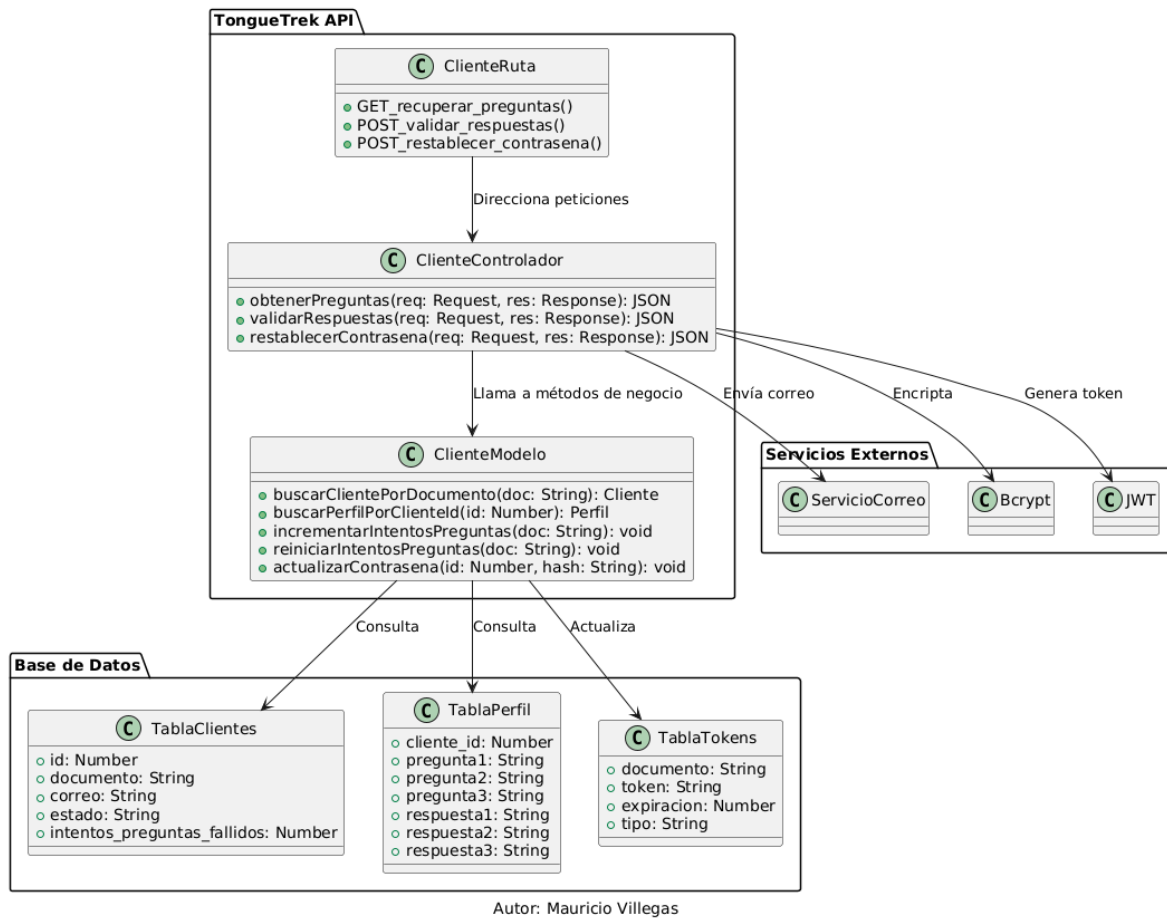 TongueTrek API
C ClienteRuta
GET_recuperar_preguntas()
POST_validar_respuestas()
POST_restablecer_contrasena()
Direcciona peticiones
C ClienteControlador
obtenerPreguntas(req: Request, res: Response): JSON
validarRespuestas(req: Request, res: Response): JSON
restablecerContrasena(req: Request, res: Response): JSON
Llama a métodos de negocio
Envía correo
Encripta
Genera token
C ClienteModelo
buscarClientePorDocumento(doc: String): Cliente
buscarPerfilPorClienteId(id: Number): Perfil
incrementarIntentosPreguntas(doc: String): void
reiniciarIntentosPreguntas(doc: String): void
actualizarContrasena(id: Number, hash: String): void
Servicios Externos
C ServicioCorreo
C Bcrypt
C JWT
Consulta
Consulta
Actualiza
Base de Datos
C TablaClientes
id: Number
documento: String
correo: String
estado: String
intentos_preguntas_fallidos: Number
C TablaPerfil
cliente_id: Number
pregunta1: String
pregunta2: String
pregunta3: String
respuesta1: String
respuesta2: String
respuesta3: String
C TablaTokens
documento: String
token: String
expiracion: Number
tipo: String
Autor: Mauricio Villegas